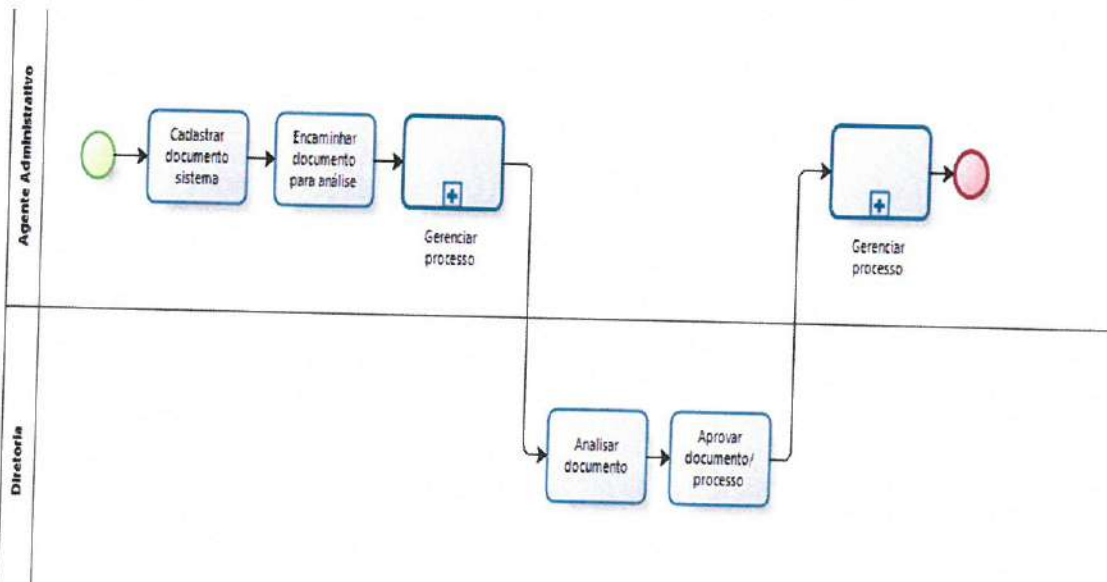 Agente Administrativo
Cadastrar
documento
sistema
Encaminhar
documento
para análise
Gerenciar
processo
Gerenciar
processo
Diretoria
Analisar
documento
Aprovar
documento/
processo